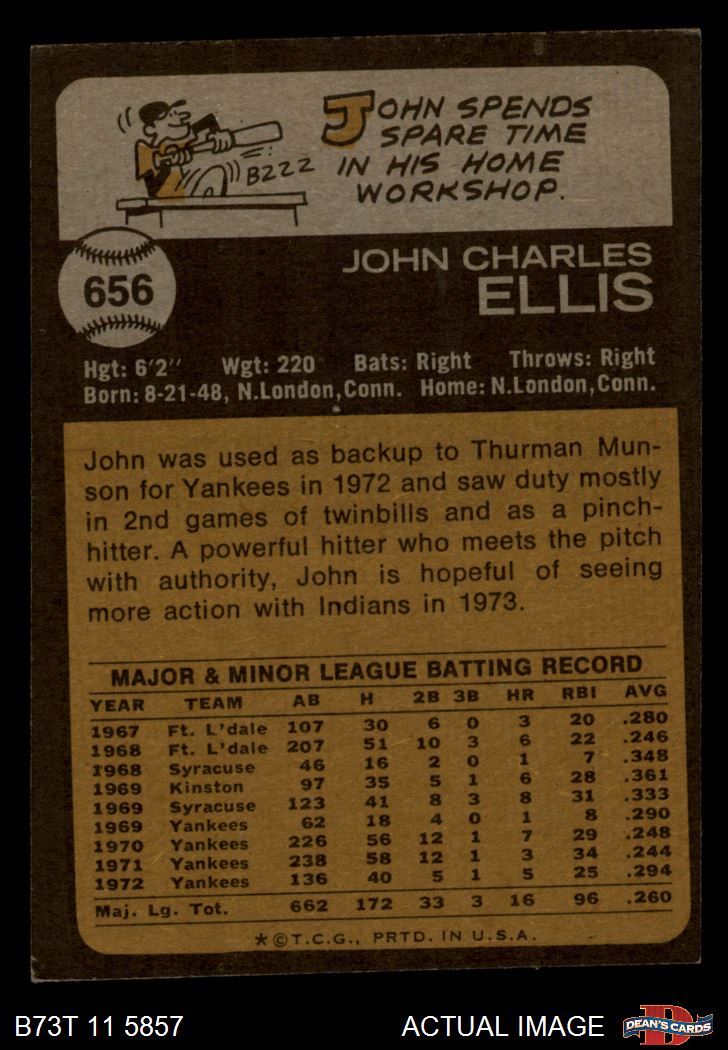 JOHN SPENDS
SPARE TIME
IN HIS HOME
WORKSHOP.
BZZZ
656
JOHN CHARLES
ELLIS
Hgt: 6'2" Wgt: 220 Bats: Right Throws: Right
Born: 8-21-48, N.London,Conn. Home: N.London,Conn.
John was used as backup to Thurman Mun-
son for Yankees in 1972 and saw duty mostly
in 2nd games of twinbills and as a pinch-
hitter. A powerful hitter who meets the pitch
with authority, John is hopeful of seeing
more action with Indians in 1973.
MAJOR & MINOR LEAGUE BATTING RECORD
YEAR TEAM AB H 2B 3B HR RBI AVG
1967 Ft. L'dale 107 30 6 0 3 20 .280
1968 Ft. L'dale 207 51 10 3 6 22 .246
1968 Syracuse 46 16 2 0 1 7 .348
1969 Kinston 97 35 5 1 6 28 .361
1969 Syracuse 123 41 8 3 8 31 .333
1969 Yankees 62 18 4 0 1 8 .290
1970 Yankees 226 56 12 1 7 29 .248
1971 Yankees 238 58 12 1 3 34 .244
1972 Yankees 136 40 5 1 5 25 .294
Maj. Lg. Tot. 662 172 33 3 16 96 .260
*©T.C.G., PRTD. IN U.S.A.
B73T 11 5857 ACTUAL IMAGE
D
DEAN'S CARDS